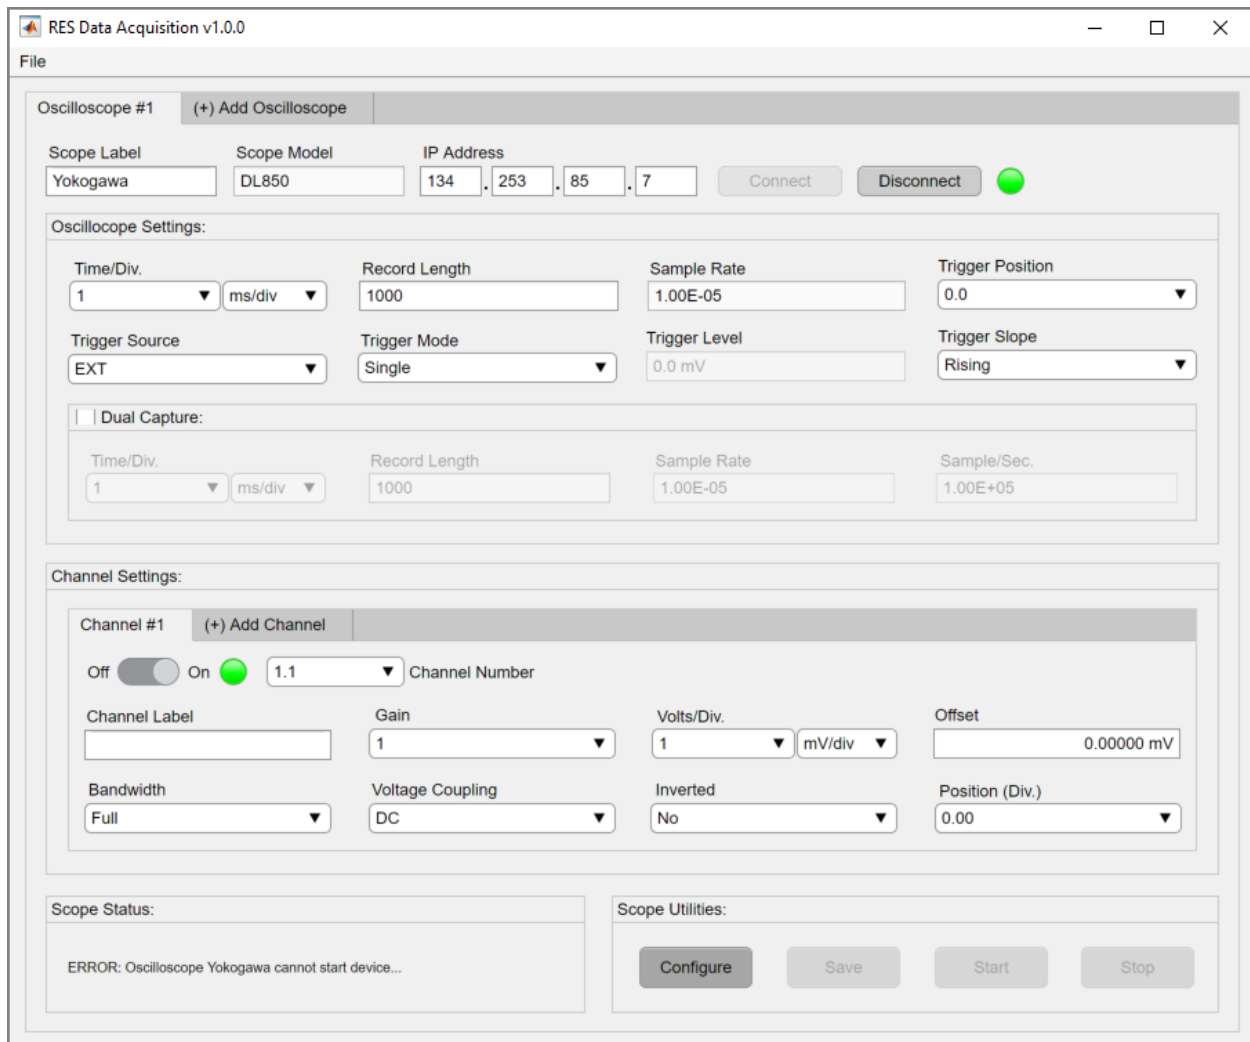 RES Data Acquisition v1.0.0
File
Oscilloscope #1 (+) Add Oscilloscope
Scope Label Scope Model IP Address
Yokogawa DL850 134 . 253 . 85 . 7 Connect Disconnect
Oscillocope Settings:
Time/Div. Record Length Sample Rate Trigger Position
1 ms/div 1000 1.00E-05 0.0
Trigger Source Trigger Mode Trigger Level Trigger Slope
EXT Single 0.0 mV Rising
Dual Capture:
Time/Div. Record Length Sample Rate Sample/Sec.
1 ms/div 1000 1.00E-05 1.00E+05
Channel Settings:
Channel #1 (+) Add Channel
Off On 1.1 Channel Number
Channel Label Gain Volts/Div. Offset
1 1 mV/div 0.00000 mV
Bandwidth Voltage Coupling Inverted Position (Div.)
Full DC No 0.00
Scope Status: Scope Utilities:
ERROR: Oscilloscope Yokogawa cannot start device... Configure Save Start Stop